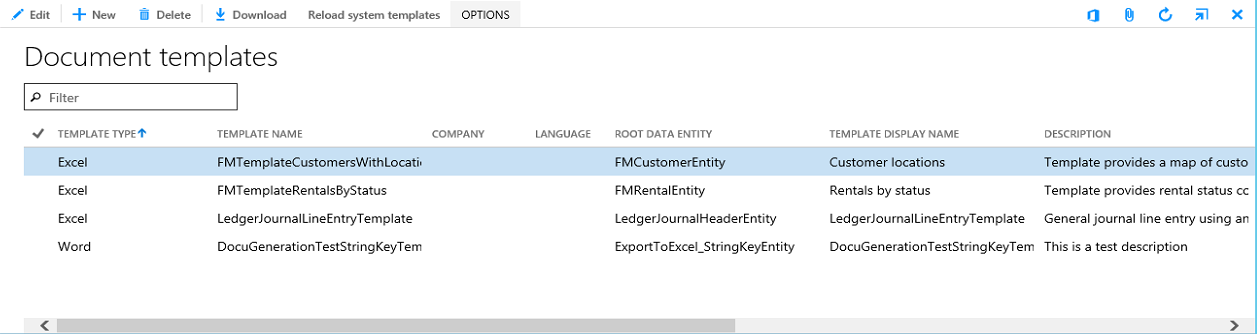 Edit New Delete Download Reload system templates OPTIONS
Document templates
Filter
TEMPLATE TYPE TEMPLATE NAME COMPANY LANGUAGE ROOT DATA ENTITY TEMPLATE DISPLAY NAME DESCRIPTION
Excel FMTemplateCustomersWithLocati FMCustomerEntity Customer locations Template provides a map of custo
Excel FMTemplateRentalsByStatus FMRentalEntity Rentals by status Template provides rental status cc
Excel LedgerJournalLineEntryTemplate LedgerJournalHeaderEntity LedgerJournalLineEntryTemplate General journal line entry using an
Word DocuGenerationTestStringKeyTem ExportToExcel_StringKeyEntity DocuGenerationTestStringKeyTem This is a test description